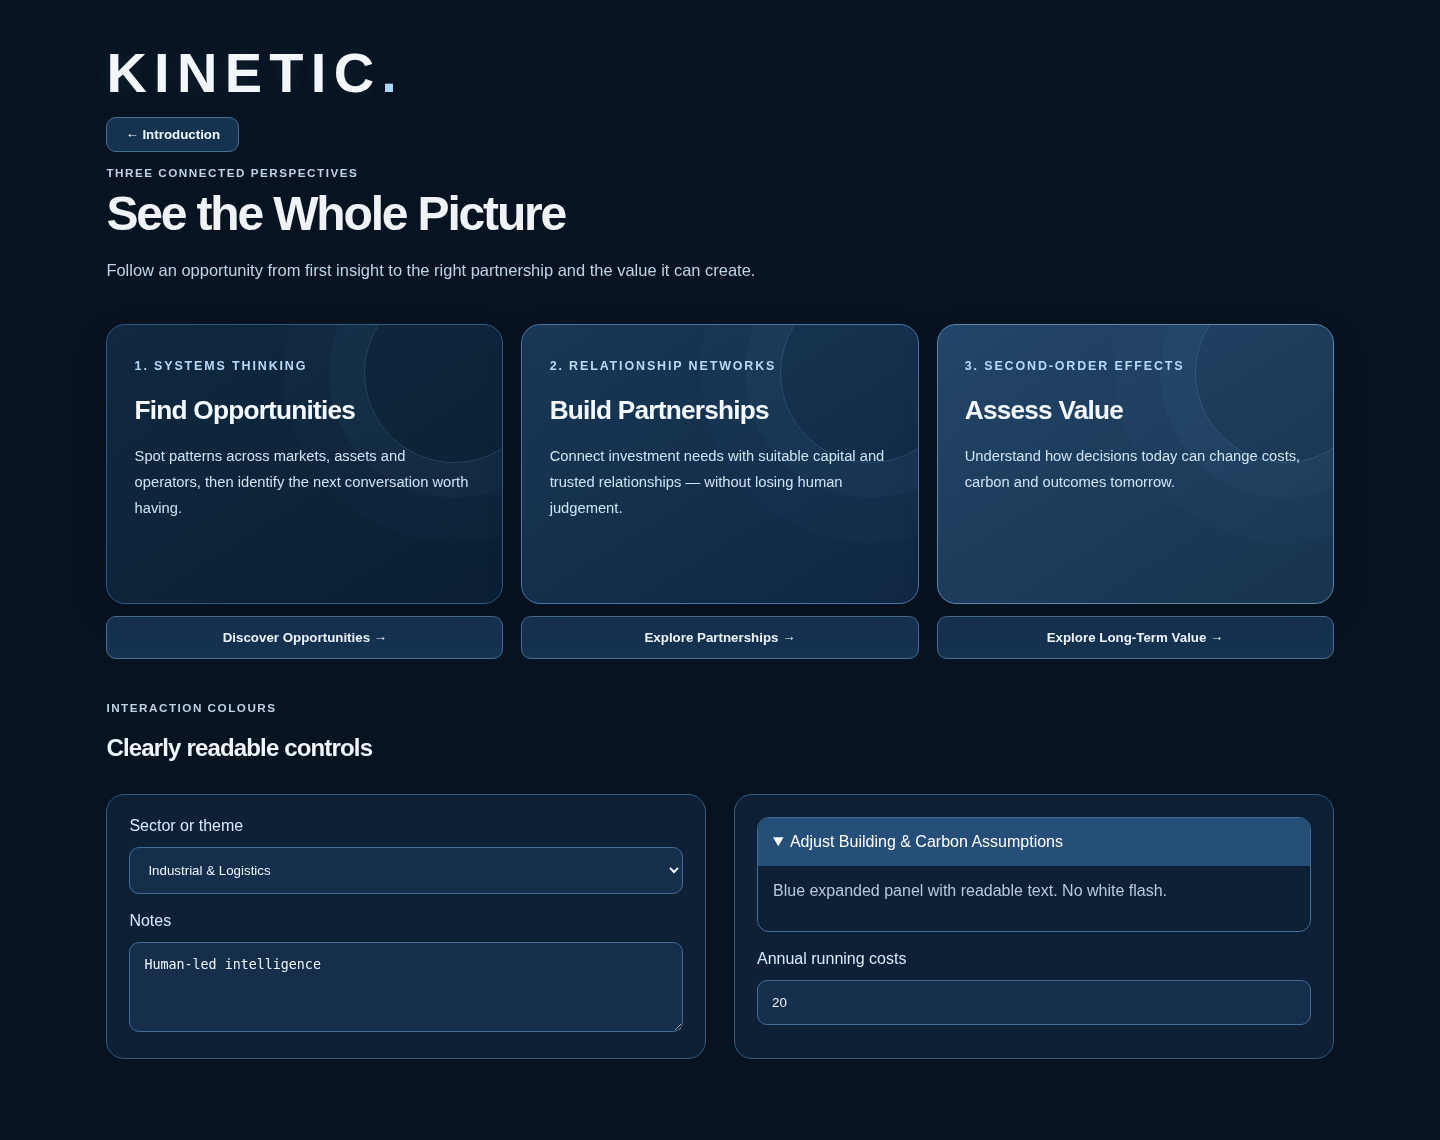 KINETIC.
← Introduction
THREE CONNECTED PERSPECTIVES
See the Whole Picture
Follow an opportunity from first insight to the right partnership and the value it can create.
1. SYSTEMS THINKING
Find Opportunities
Spot patterns across markets, assets and
operators, then identify the next conversation worth
having.
Discover Opportunities →
2. RELATIONSHIP NETWORKS
Build Partnerships
Connect investment needs with suitable capital and
trusted relationships — without losing human
judgement.
Explore Partnerships →
3. SECOND-ORDER EFFECTS
Assess Value
Understand how decisions today can change costs,
carbon and outcomes tomorrow.
Explore Long-Term Value →
INTERACTION COLOURS
Clearly readable controls
Sector or theme
Industrial & Logistics
Notes
Human-led intelligence
▼ Adjust Building & Carbon Assumptions
Blue expanded panel with readable text. No white flash.
Annual running costs
20